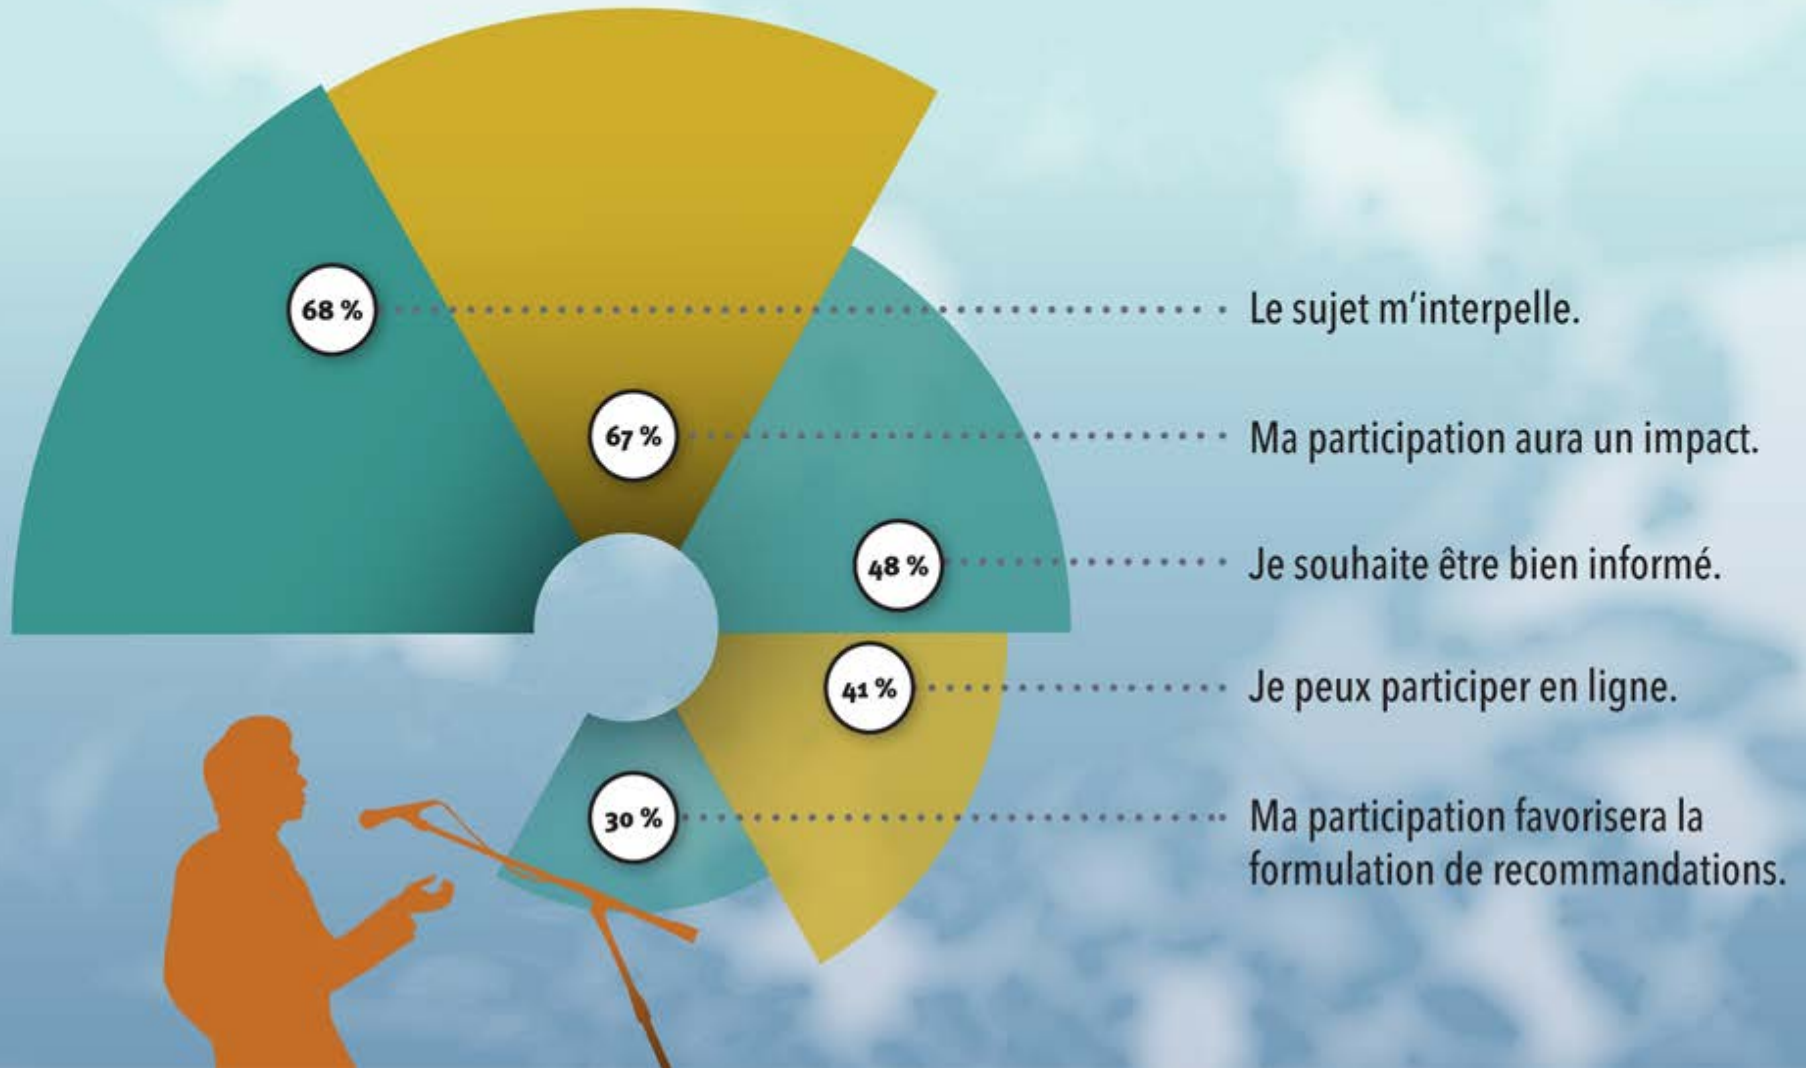 68 %
Le sujet m’interpelle.
67 %
Ma participation aura un impact.
48 %
Je souhaite être bien informé.
41 %
Je peux participer en ligne.
30 %
Ma participation favorisera la
formulation de recommandations.